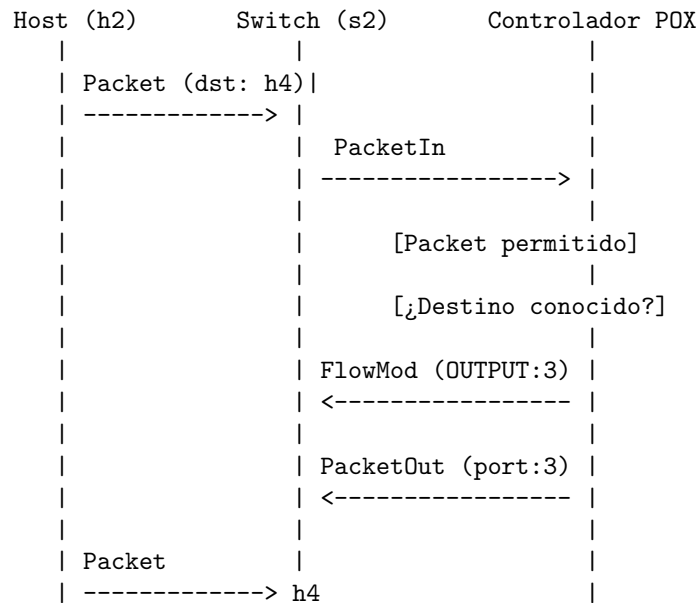 Host (h2) Switch (s2) Controlador POX
| | |
| Packet (dst: h4)| |
| -------------> | |
| | PacketIn |
| | -----------------> |
| | |
| | [Packet permitido]
| | |
| | [¿Destino conocido?]
| | |
| | FlowMod (OUTPUT:3) |
| | <----------------- |
| | |
| | PacketOut (port:3) |
| | <----------------- |
| | |
| Packet | |
| -------------> h4 |